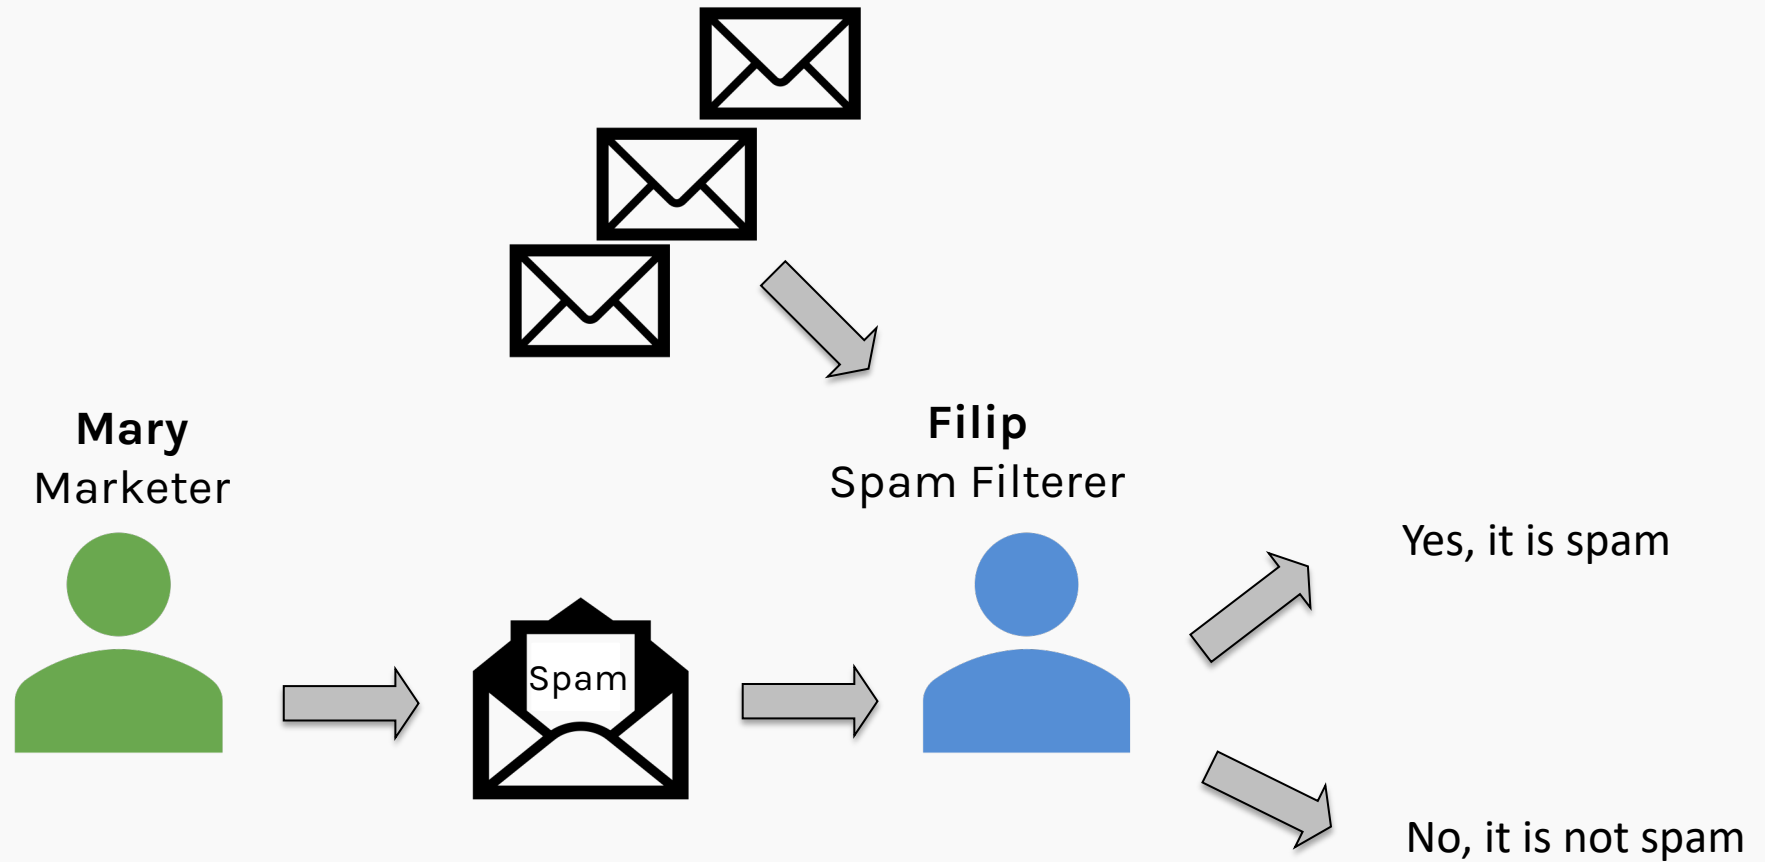 Mary
Marketer
Filip
Spam Filterer
Spam
Yes, it is spam
No, it is not spam